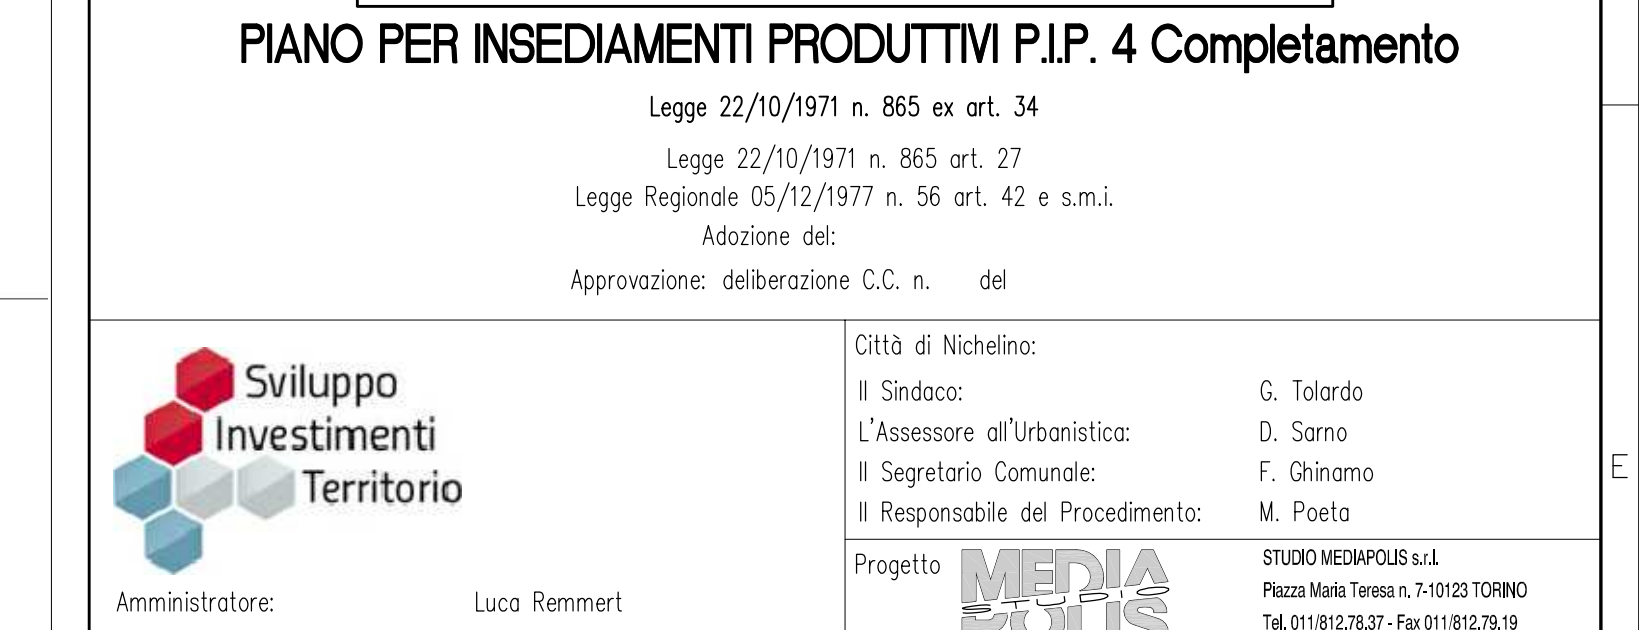 PIANO PER INSEDIAMENTI PRODUTTIVI P.I.P. 4 Completamento
Legge 22/10/1971 n. 865 ex art. 34
Legge 22/10/1971 n. 865 art. 27
Legge Regionale 05/12/1977 n. 56 art. 42 e s.m.i.
Adozione del:
Approvazione: deliberazione C.C. n. del
Sviluppo
Investimenti
Territorio
Amministratore: Luca Remmert
Città di Nichelino:
Il Sindaco: G. Tolardo
L'Assessore all'Urbanistica: D. Sarno
Il Segretario Comunale: F. Ghinamo
Il Responsabile del Procedimento: M. Poeta
Progetto
MEDIA
STUDIO
POLIS
STUDIO MEDIAPOLIS s.r.l.
Piazza Maria Teresa n. 7-10123 TORINO
Tel. 011/812.78.37 - Fax 011/812.79.19
E